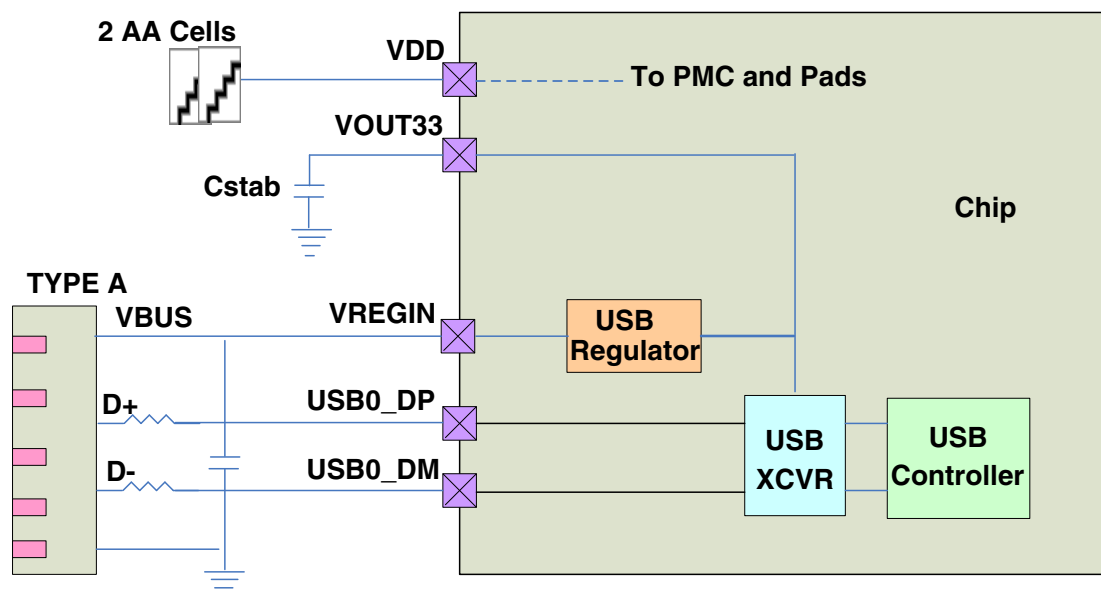 2 AA Cells
VDD
To PMC and Pads
VOUT33
Cstab
Chip
TYPE A
VBUS
VREGIN
USB
Regulator
D+
USB0_DP
D-
USB0_DM
USB
XCVR
USB
Controller